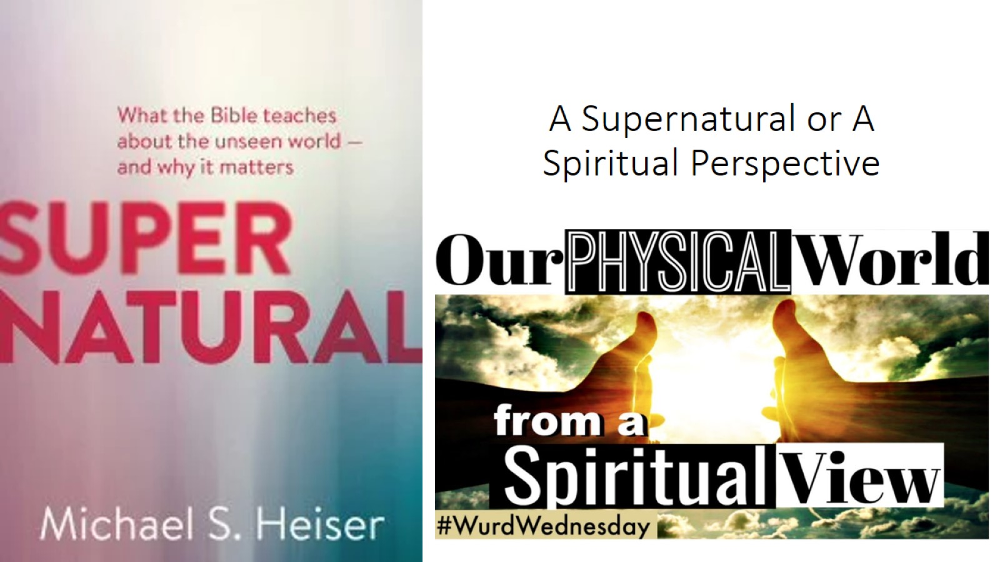 What the Bible teaches
about the unseen world –
and why it matters
SUPER
NATURAL
Michael S. Heiser
A Supernatural or A
Spiritual Perspective
Our PHYSICAL World
from a
Spiritual View
#WurdWednesday